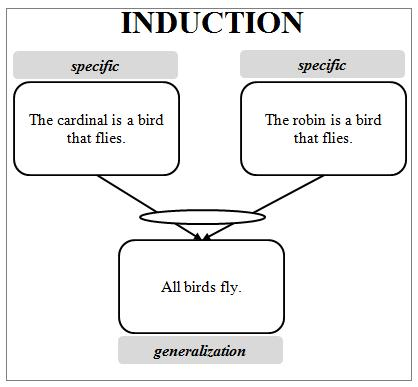 INDUCTION
specific
specific
The cardinal is a bird
that flies.
The robin is a bird
that flies.
All birds fly.
generalization